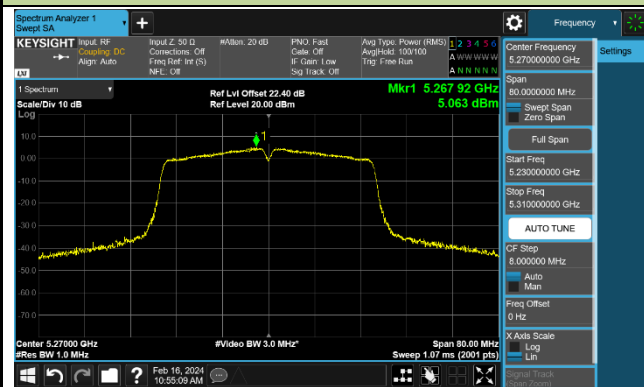 Spectrum Analyzer 1
Swept SA
+
Frequency
KEYSIGHT
LXI
Input: RF
Coupling: DC
Align: Auto
Input Z: 50 Ω
Corrections: Off
Freq Ref: Int (S)
NFE: Off
#Atten: 20 dB
PNO: Fast
Gate: Off
IF Gain: Low
Sig Track: Off
Avg Type: Power (RMS)
Avg|Hold: 100/100
Trig: Free Run
1 2 3 4 5 6
A W W W W W
A N N N N N
1 Spectrum
Scale/Div 10 dB
Log
Ref Lvl Offset 22.40 dB
Ref Level 20.00 dBm
Mkr1 5.267 92 GHz
5.063 dBm
1
10.0
0.00
-10.0
-20.0
-30.0
-40.0
-50.0
-60.0
-70.0
Center 5.27000 GHz
#Res BW 1.0 MHz
#Video BW 3.0 MHz*
Span 80.00 MHz
Sweep 1.07 ms (2001 pts)
Center Frequency
5.270000000 GHz
Settings
Span
80.0000000 MHz
Swept Span
Zero Span
Full Span
Start Freq
5.230000000 GHz
Stop Freq
5.310000000 GHz
AUTO TUNE
CF Step
8.000000 MHz
Auto
Man
Freq Offset
0 Hz
X Axis Scale
Log
Lin
Signal Track
(Span Zoom)
?
Feb 16, 2024
10:55:09 AM